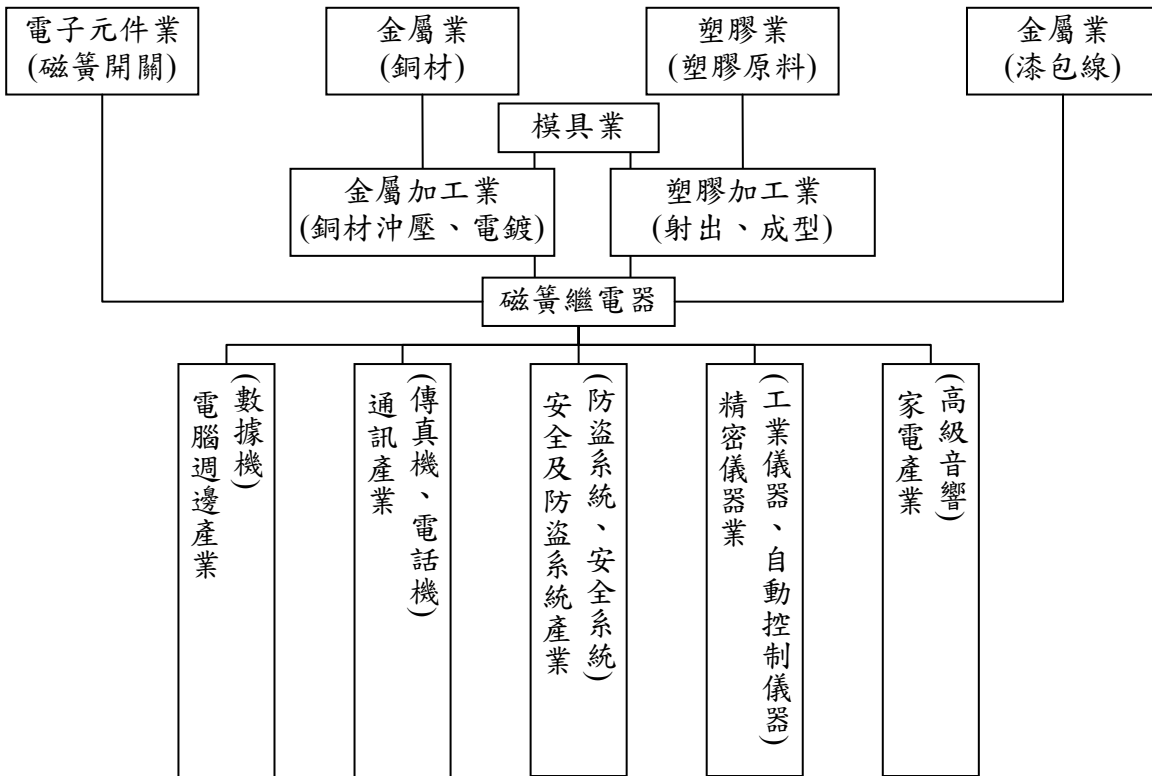 電子元件業
(磁簧開關)
金屬業
(銅材)
塑膠業
(塑膠原料)
金屬業
(漆包線)
模具業
金屬加工業
(銅材沖壓、電鍍)
塑膠加工業
(射出、成型)
磁簧繼電器
電腦週邊產業
(數據機)
通訊產業
(傳真機、電話機)
安全及防盜系統產業
(防盜系統、安全系統)
精密儀器業
(工業儀器、自動控制儀器)
家電產業
(高級音響)